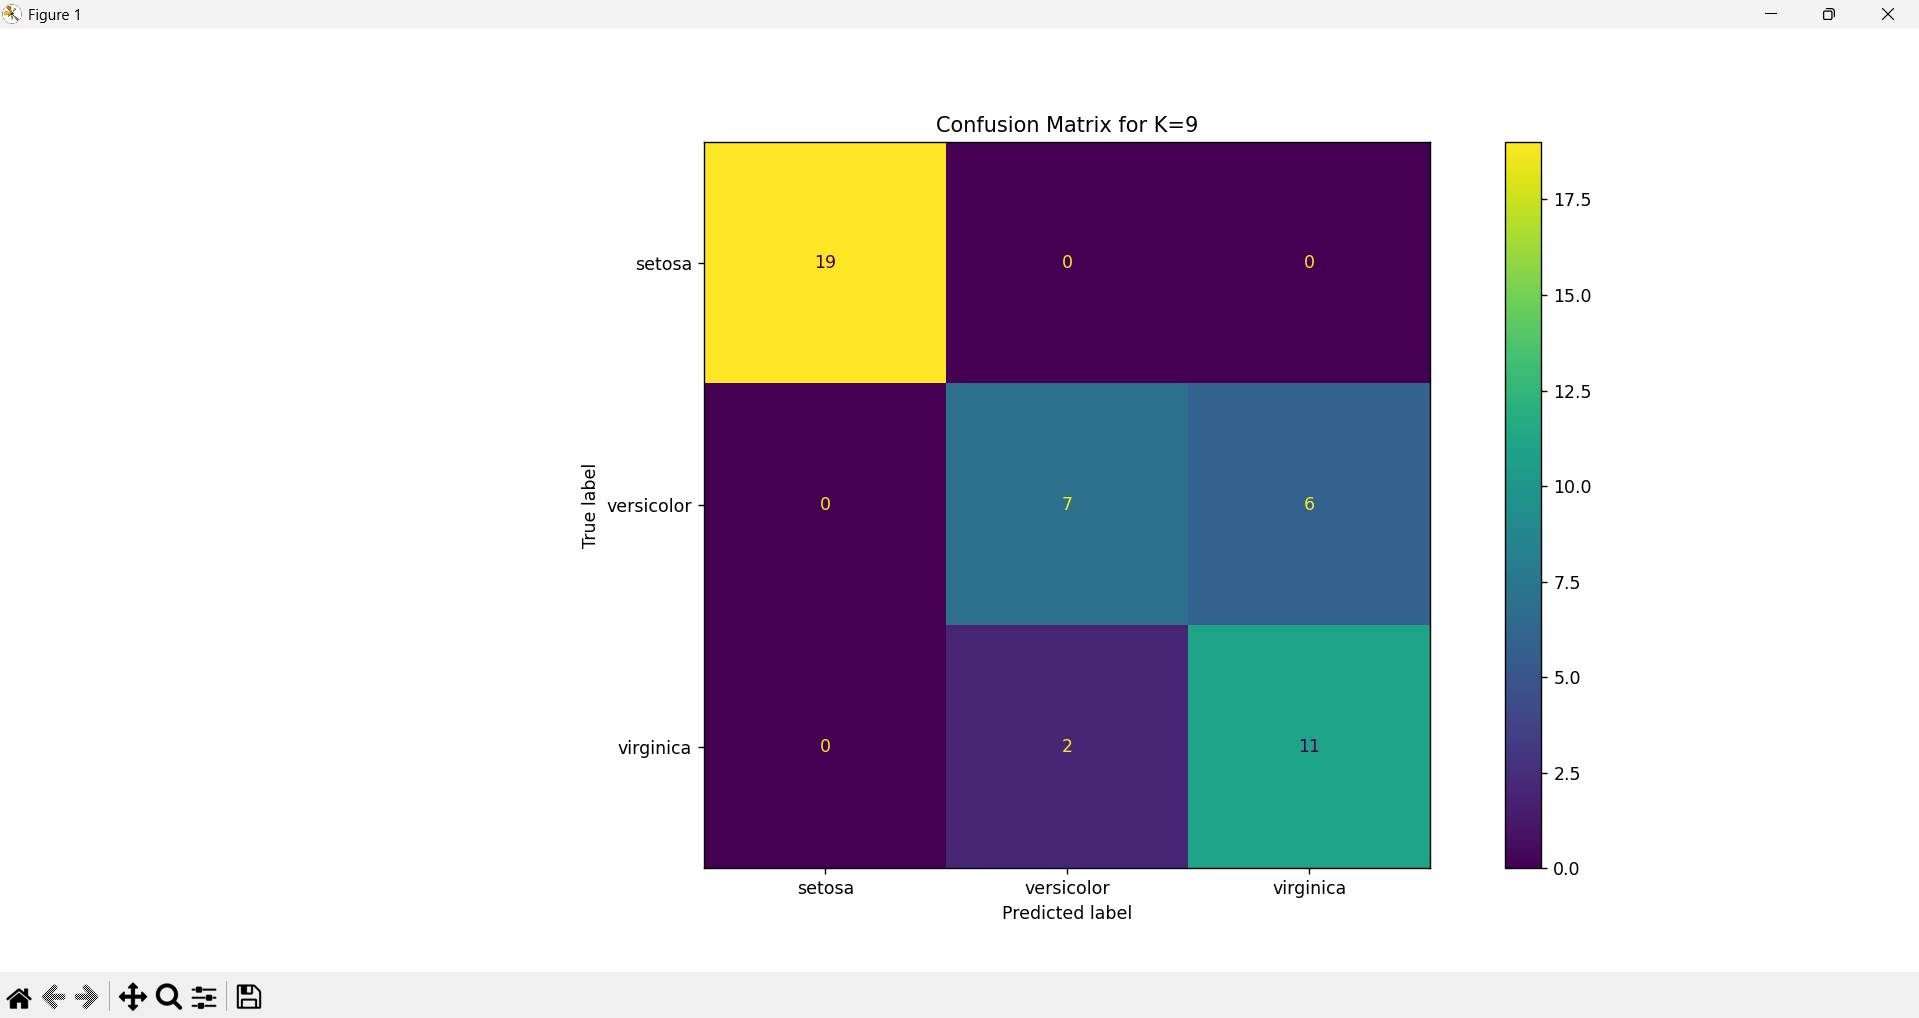 Figure 1
Confusion Matrix for K=9
17.5
setosa 19 0 0
15.0
12.5
10.0
True label
versicolor 0 7 6
7.5
5.0
virginica 0 2 11
2.5
0.0
setosa versicolor virginica
Predicted label